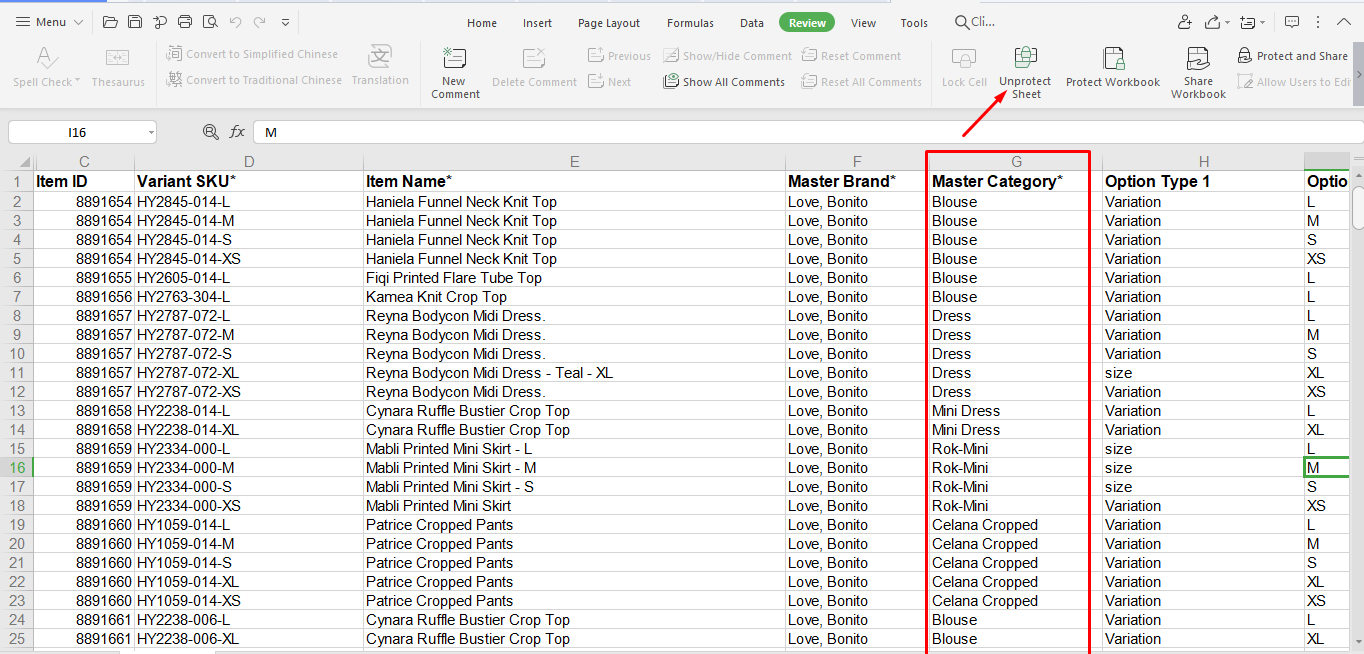 Menu
Home Insert Page Layout Formulas Data Review View Tools Cli...
Spell Check Thesaurus
Convert to Simplified Chinese
Convert to Traditional Chinese
Translation
New Comment
Delete Comment
Previous
Next
Show/Hide Comment
Show All Comments
Reset Comment
Reset All Comments
Lock Cell
Unprotect Sheet
Protect Workbook
Share Workbook
Protect and Share
Allow Users to Edi
I16 fx M
C D E F G H
1 Item ID Variant SKU* Item Name* Master Brand* Master Category* Option Type 1 Optio
2 8891654 HY2845-014-L Haniela Funnel Neck Knit Top Love, Bonito Blouse Variation L
3 8891654 HY2845-014-M Haniela Funnel Neck Knit Top Love, Bonito Blouse Variation M
4 8891654 HY2845-014-S Haniela Funnel Neck Knit Top Love, Bonito Blouse Variation S
5 8891654 HY2845-014-XS Haniela Funnel Neck Knit Top Love, Bonito Blouse Variation XS
6 8891655 HY2605-014-L Fiqi Printed Flare Tube Top Love, Bonito Blouse Variation L
7 8891656 HY2763-304-L Kamea Knit Crop Top Love, Bonito Blouse Variation L
8 8891657 HY2787-072-L Reyna Bodycon Midi Dress. Love, Bonito Dress Variation L
9 8891657 HY2787-072-M Reyna Bodycon Midi Dress. Love, Bonito Dress Variation M
10 8891657 HY2787-072-S Reyna Bodycon Midi Dress. Love, Bonito Dress Variation S
11 8891657 HY2787-072-XL Reyna Bodycon Midi Dress - Teal - XL Love, Bonito Dress size XL
12 8891657 HY2787-072-XS Reyna Bodycon Midi Dress. Love, Bonito Dress Variation XS
13 8891658 HY2238-014-L Cynara Ruffle Bustier Crop Top Love, Bonito Mini Dress Variation L
14 8891658 HY2238-014-XL Cynara Ruffle Bustier Crop Top Love, Bonito Mini Dress Variation XL
15 8891659 HY2334-000-L Mabli Printed Mini Skirt - L Love, Bonito Rok-Mini size L
16 8891659 HY2334-000-M Mabli Printed Mini Skirt - M Love, Bonito Rok-Mini size M
17 8891659 HY2334-000-S Mabli Printed Mini Skirt - S Love, Bonito Rok-Mini size S
18 8891659 HY2334-000-XS Mabli Printed Mini Skirt Love, Bonito Rok-Mini Variation XS
19 8891660 HY1059-014-L Patrice Cropped Pants Love, Bonito Celana Cropped Variation L
20 8891660 HY1059-014-M Patrice Cropped Pants Love, Bonito Celana Cropped Variation M
21 8891660 HY1059-014-S Patrice Cropped Pants Love, Bonito Celana Cropped Variation S
22 8891660 HY1059-014-XL Patrice Cropped Pants Love, Bonito Celana Cropped Variation XL
23 8891660 HY1059-014-XS Patrice Cropped Pants Love, Bonito Celana Cropped Variation XS
24 8891661 HY2238-006-L Cynara Ruffle Bustier Crop Top Love, Bonito Blouse Variation L
25 8891661 HY2238-006-XL Cynara Ruffle Bustier Crop Top Love, Bonito Blouse Variation XL